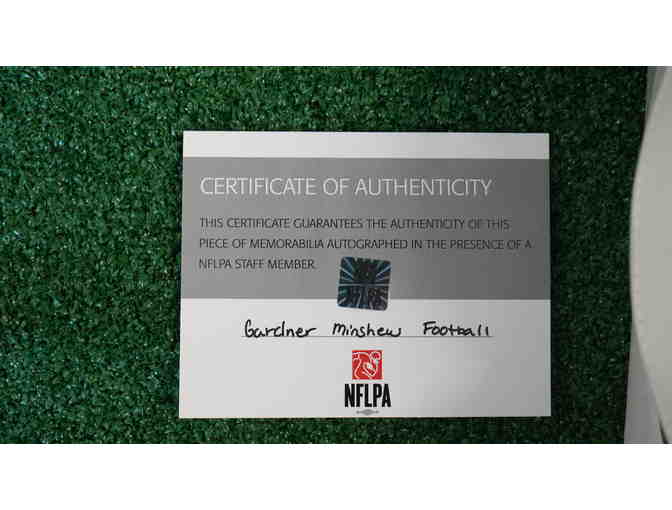 CERTIFICATE OF AUTHENTICITY
THIS CERTIFICATE GUARANTEES THE AUTHENTICITY OF THIS
PIECE OF MEMORABILIA AUTOGRAPHED IN THE PRESENCE OF A
NFLPA STAFF MEMBER.
Gardner Minshew Football
NFLPA